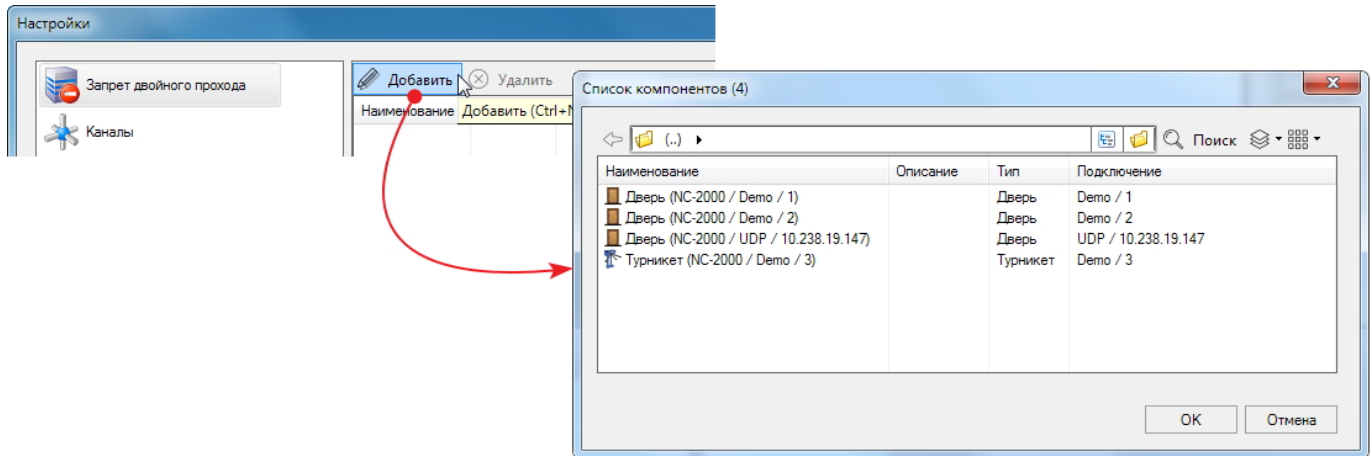 Настройки
Запрет двойного прохода
Каналы
Добавить Удалить
Наименование Добавить (Ctrl+N
Список компонентов (4)
(..) Поиск
Наименование Описание Тип Подключение
Дверь (NC-2000 / Demo / 1) Дверь Demo / 1
Дверь (NC-2000 / Demo / 2) Дверь Demo / 2
Дверь (NC-2000 / UDP / 10.238.19.147) Дверь UDP / 10.238.19.147
Турникет (NC-2000 / Demo / 3) Турникет Demo / 3
OK Отмена